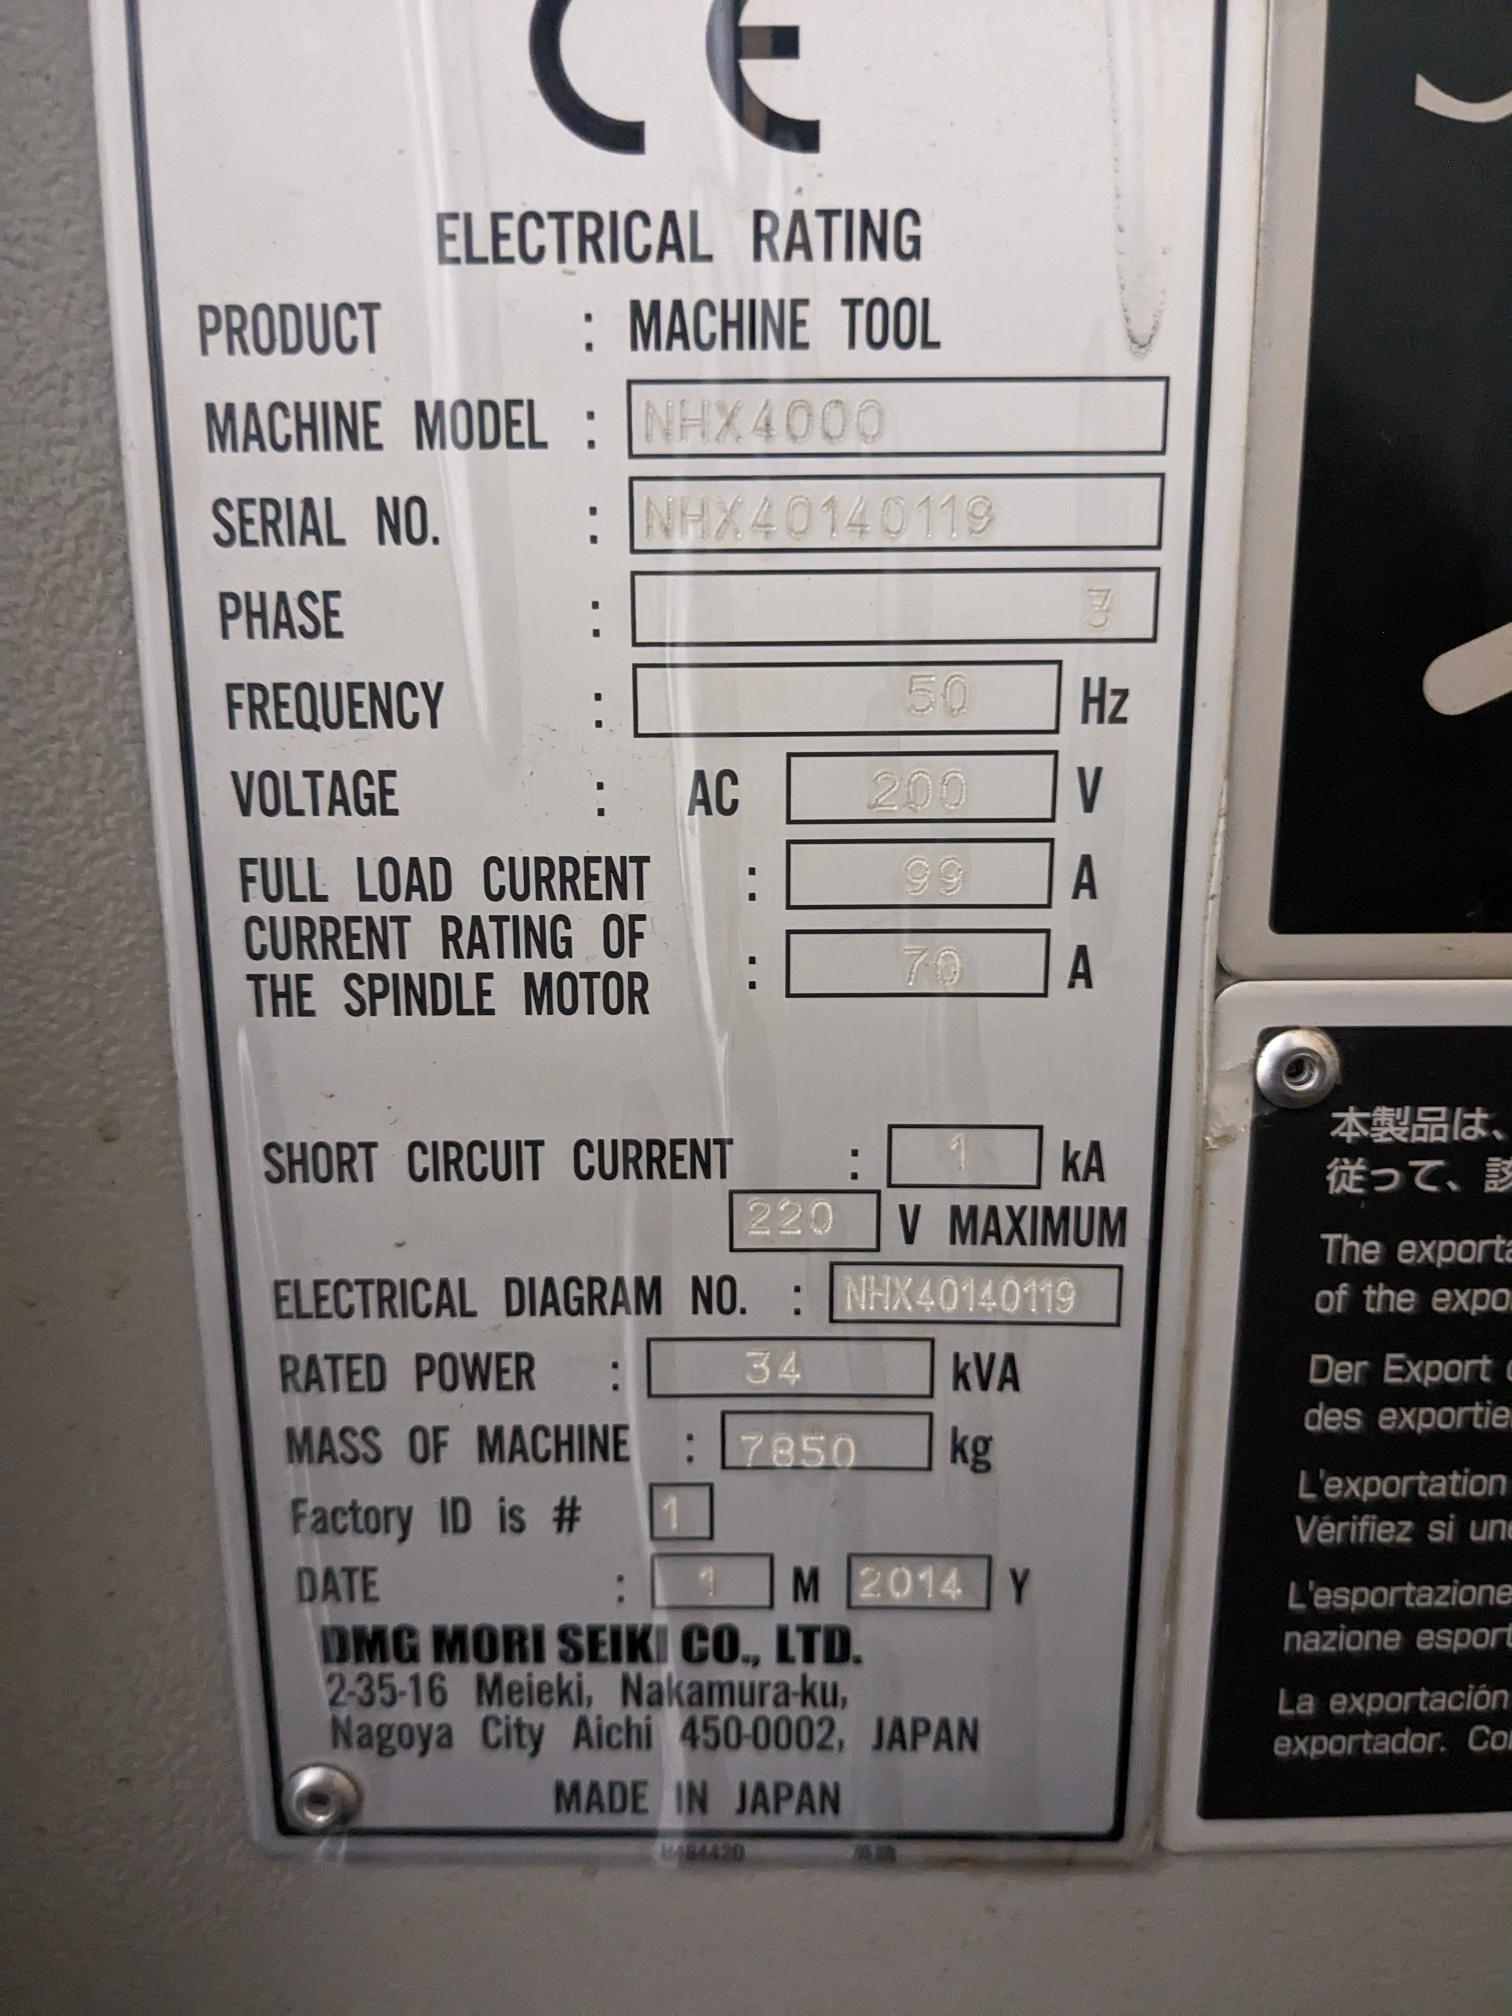 CE
ELECTRICAL RATING
PRODUCT : MACHINE TOOL
MACHINE MODEL : NHX4000
SERIAL NO. : NHX40140119
PHASE : 3
FREQUENCY : 50 Hz
VOLTAGE : AC 200 V
FULL LOAD CURRENT : 99 A
CURRENT RATING OF
THE SPINDLE MOTOR : 70 A
SHORT CIRCUIT CURRENT : 1 kA
220 V MAXIMUM
ELECTRICAL DIAGRAM NO. : NHX40140119
RATED POWER : 34 kVA
MASS OF MACHINE : 7850 kg
Factory ID is # 1
DATE : 1 M 2014 Y
DMG MORI SEIKI CO., LTD.
2-35-16 Meieki, Nakamura-ku,
Nagoya City Aichi 450-0002, JAPAN
MADE IN JAPAN
本製品は、
従って、該
The exporta
of the expo
Der Export
des exportie
L'exportation
Vérifiez si une
L'esportazione
nazione esport
La exportación
exportador. Co